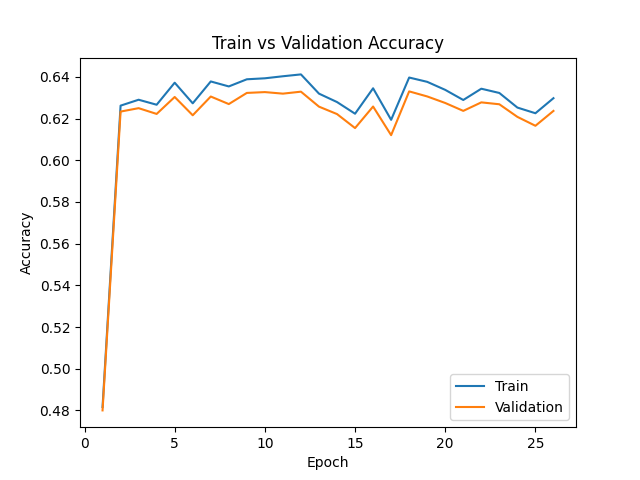 Train vs Validation Accuracy
0.64
0.62
0.60
0.58
0.56
0.54
0.52
0.50
0.48
Accuracy
0 5 10 15 20 25
Epoch
Train
Validation